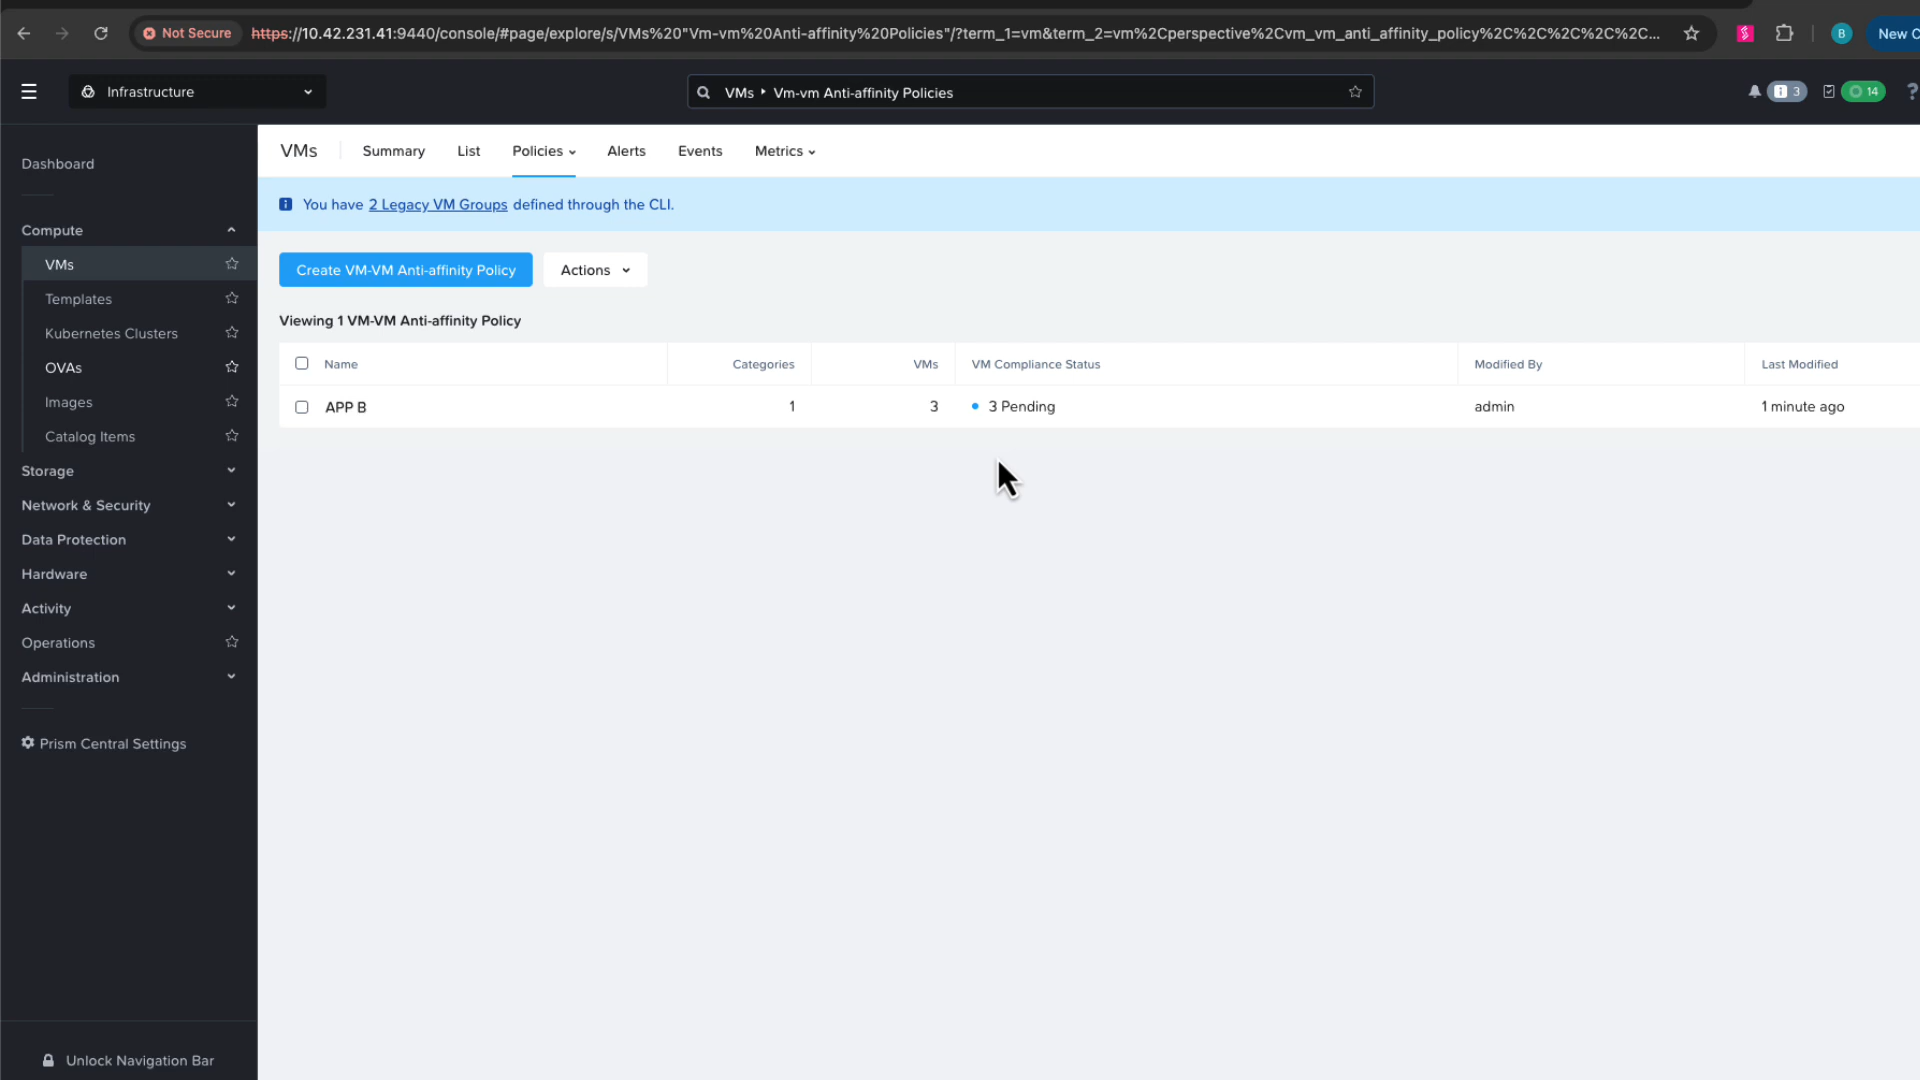 Not Secure https://10.42.231.41:9440/console/#page/explore/s/VMs%20"Vm-vm%20Anti-affinity%20Policies"/?term_1=vm&term_2=vm%2Cperspective%2Cvm_vm_anti_affinity_policy%2C%2C%2C%2C%2C... B New C
Infrastructure VMs Vm-vm Anti-affinity Policies 3 14 ?
Dashboard
Compute
VMs
Templates
Kubernetes Clusters
OVAs
Images
Catalog Items
Storage
Network & Security
Data Protection
Hardware
Activity
Operations
Administration
Prism Central Settings
Unlock Navigation Bar
VMs Summary List Policies Alerts Events Metrics
You have 2 Legacy VM Groups defined through the CLI.
Create VM-VM Anti-affinity Policy Actions
Viewing 1 VM-VM Anti-affinity Policy
Name Categories VMs VM Compliance Status Modified By Last Modified
APP B 1 3 3 Pending admin 1 minute ago